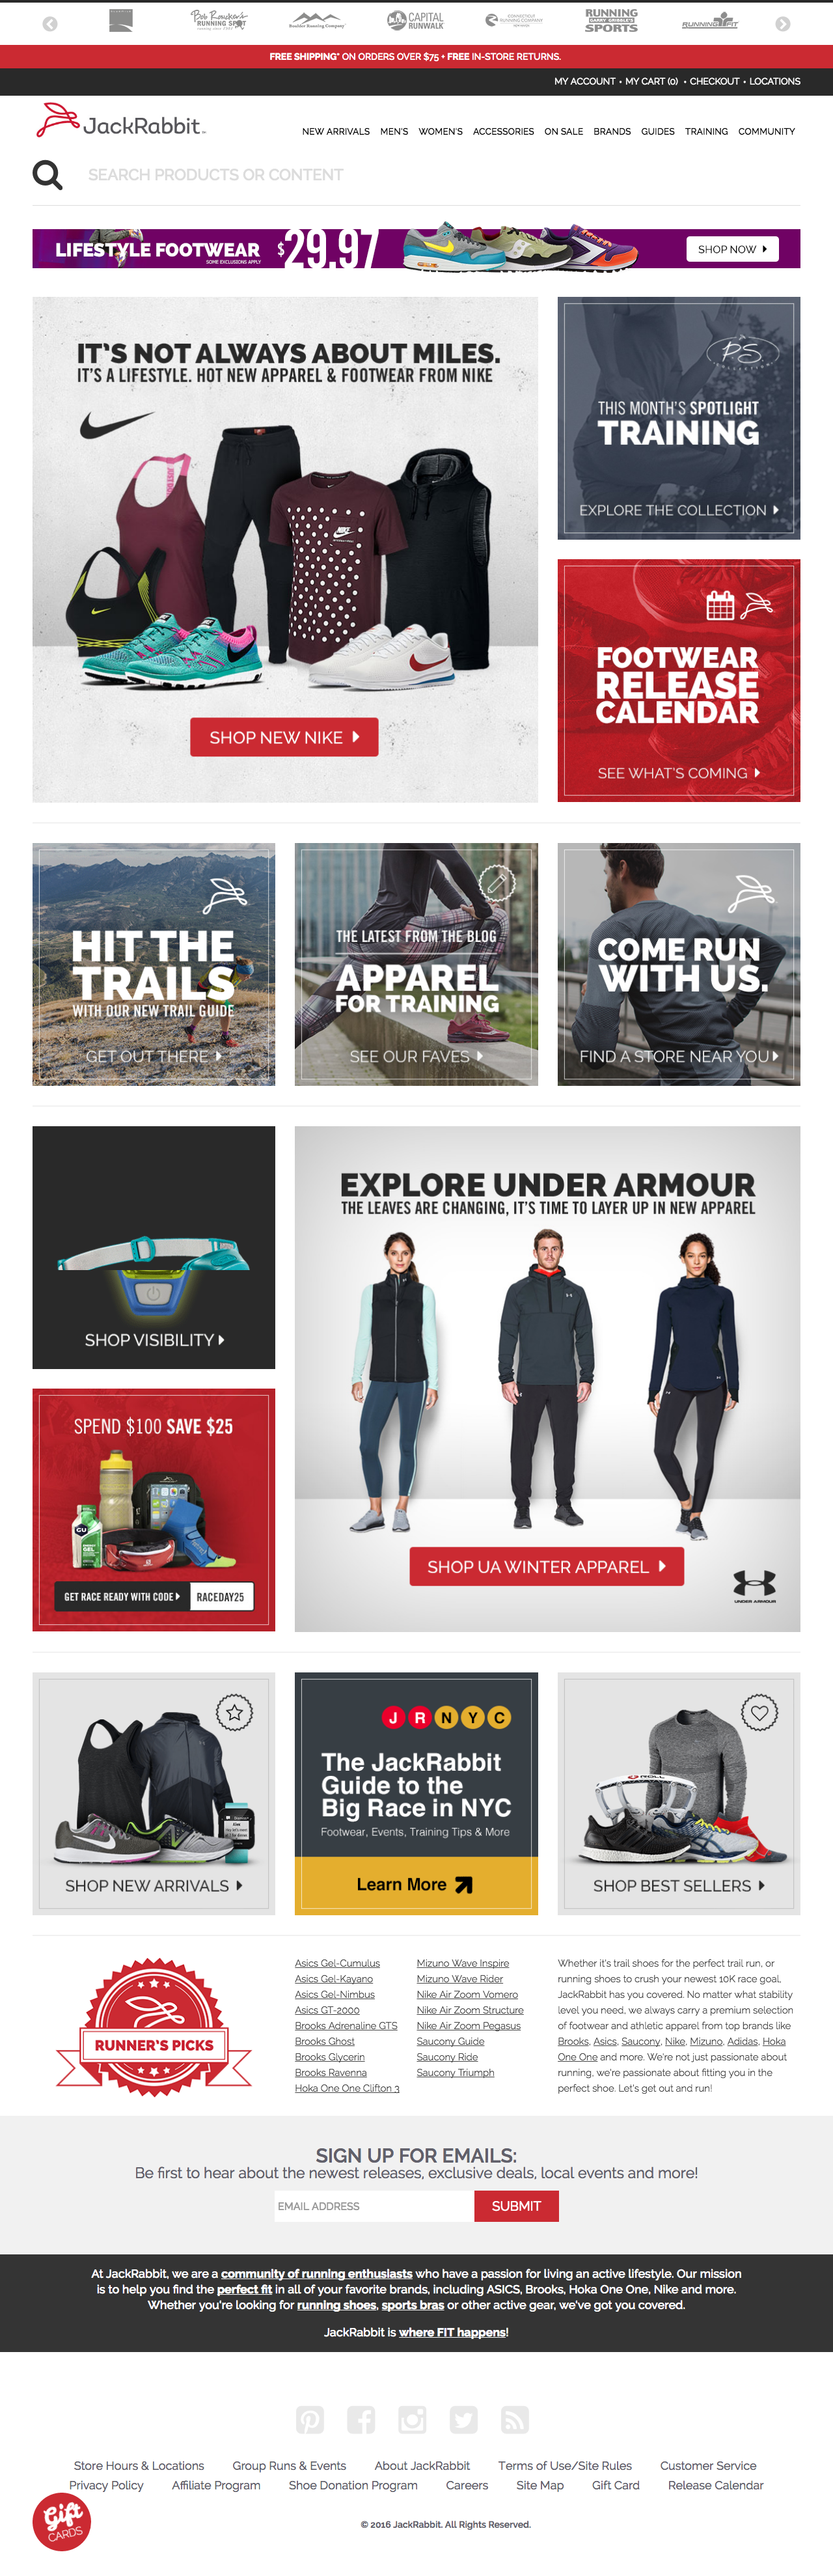 Bob Roncker's
RUNNING SPOT
Boulder Running Company
CAPITAL
RUNWALK
RUNNING
SPORTS
RUNNING FIT
FREE SHIPPING* ON ORDERS OVER $75 + FREE IN-STORE RETURNS.
MY ACCOUNT • MY CART (0) • CHECKOUT • LOCATIONS
JackRabbit
NEW ARRIVALS MEN'S WOMEN'S ACCESSORIES ON SALE BRANDS GUIDES TRAINING COMMUNITY
SEARCH PRODUCTS OR CONTENT
LIFESTYLE FOOTWEAR $29.97
SOME EXCLUSIONS APPLY
SHOP NOW
IT'S NOT ALWAYS ABOUT MILES.
IT'S A LIFESTYLE. HOT NEW APPAREL & FOOTWEAR FROM NIKE
NIKE
SHOP NEW NIKE
PS
THIS MONTH'S SPOTLIGHT
TRAINING
EXPLORE THE COLLECTION
FOOTWEAR
RELEASE
CALENDAR
SEE WHAT'S COMING
HIT THE
TRAILS
WITH OUR NEW TRAIL GUIDE
GET OUT THERE
THE LATEST FROM THE BLOG
APPAREL
FOR TRAINING
SEE OUR FAVES
COME RUN
WITH US.
FIND A STORE NEAR YOU
SHOP VISIBILITY
SPEND $100 SAVE $25
GU
GET RACE READY WITH CODE RACEDAY25
EXPLORE UNDER ARMOUR
THE LEAVES ARE CHANGING, IT'S TIME TO LAYER UP IN NEW APPAREL
SHOP UA WINTER APPAREL
UNDER ARMOUR
SHOP NEW ARRIVALS
J R N Y C
The JackRabbit
Guide to the
Big Race in NYC
Footwear, Events, Training Tips & More
Learn More
ROLL
SHOP BEST SELLERS
RUNNER'S PICKS
Asics Gel-Cumulus
Asics Gel-Kayano
Asics Gel-Nimbus
Asics GT-2000
Brooks Adrenaline GTS
Brooks Ghost
Brooks Glycerin
Brooks Ravenna
Hoka One One Clifton 3
Mizuno Wave Inspire
Mizuno Wave Rider
Nike Air Zoom Vomero
Nike Air Zoom Structure
Nike Air Zoom Pegasus
Saucony Guide
Saucony Ride
Saucony Triumph
Whether it's trail shoes for the perfect trail run, or
running shoes to crush your newest 10K race goal,
JackRabbit has you covered. No matter what stability
level you need, we always carry a premium selection
of footwear and athletic apparel from top brands like
Brooks, Asics, Saucony, Nike, Mizuno, Adidas, Hoka
One One and more. We're not just passionate about
running, we're passionate about fitting you in the
perfect shoe. Let's get out and run!
SIGN UP FOR EMAILS:
Be first to hear about the newest releases, exclusive deals, local events and more!
EMAIL ADDRESS
SUBMIT
At JackRabbit, we are a community of running enthusiasts who have a passion for living an active lifestyle. Our mission
is to help you find the perfect fit in all of your favorite brands, including ASICS, Brooks, Hoka One One, Nike and more.
Whether you're looking for running shoes, sports bras or other active gear, we've got you covered.
JackRabbit is where FIT happens!
Store Hours & Locations Group Runs & Events About JackRabbit Terms of Use/Site Rules Customer Service
Privacy Policy Affiliate Program Shoe Donation Program Careers Site Map Gift Card Release Calendar
Gift
CARDS
© 2016 JackRabbit. All Rights Reserved.